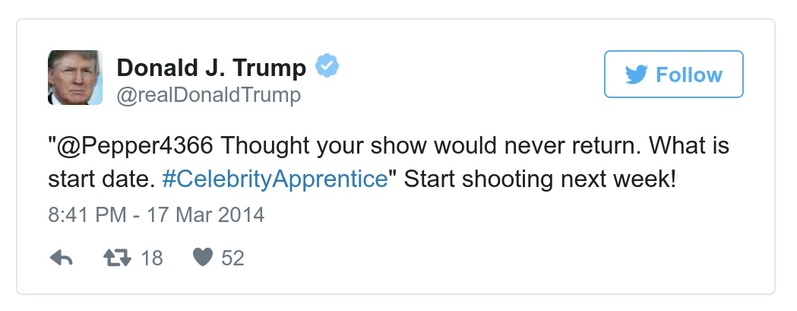 Donald J. Trump
@realDonaldTrump
Follow
"@Pepper4366 Thought your show would never return. What is
start date. #CelebrityApprentice" Start shooting next week!
8:41 PM - 17 Mar 2014
18 52